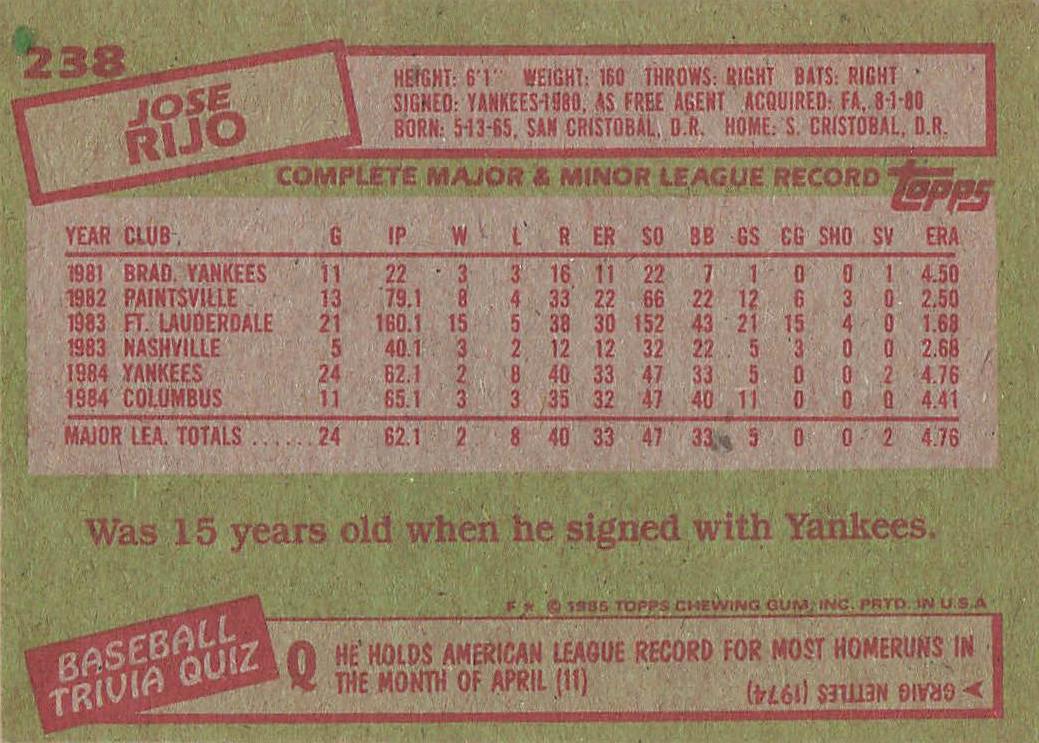 238
JOSE
RIJO
HEIGHT: 6'1" WEIGHT: 160 THROWS: RIGHT BATS: RIGHT
SIGNED: YANKEES-1980, AS FREE AGENT ACQUIRED: FA, 8-1-80
BORN: 5-13-65, SAN CRISTOBAL, D.R. HOME: S. CRISTOBAL, D.R.
COMPLETE MAJOR & MINOR LEAGUE RECORD topps
YEAR CLUB G IP W L R ER SO BB GS CG SHO SV ERA
1981 BRAD. YANKEES 11 22 3 3 16 11 22 7 1 0 0 1 4.50
1982 PAINTSVILLE 13 79.1 8 4 33 22 66 22 12 6 3 0 2.50
1983 FT. LAUDERDALE 21 160.1 15 5 38 30 152 43 21 15 4 0 1.68
1983 NASHVILLE 5 40.1 3 2 12 12 32 22 5 3 0 0 2.68
1984 YANKEES 24 62.1 2 8 40 33 47 33 5 0 0 2 4.76
1984 COLUMBUS 11 65.1 3 3 35 32 47 40 11 0 0 0 4.41
MAJOR LEA. TOTALS ...... 24 62.1 2 8 40 33 47 33 5 0 0 2 4.76
Was 15 years old when he signed with Yankees.
F * © 1985 TOPPS CHEWING GUM, INC. PRTD. IN U.S.A
BASEBALL
TRIVIA QUIZ
Q HE HOLDS AMERICAN LEAGUE RECORD FOR MOST HOMERUNS IN
THE MONTH OF APRIL (11)
GRAIG NETTLES (1974)